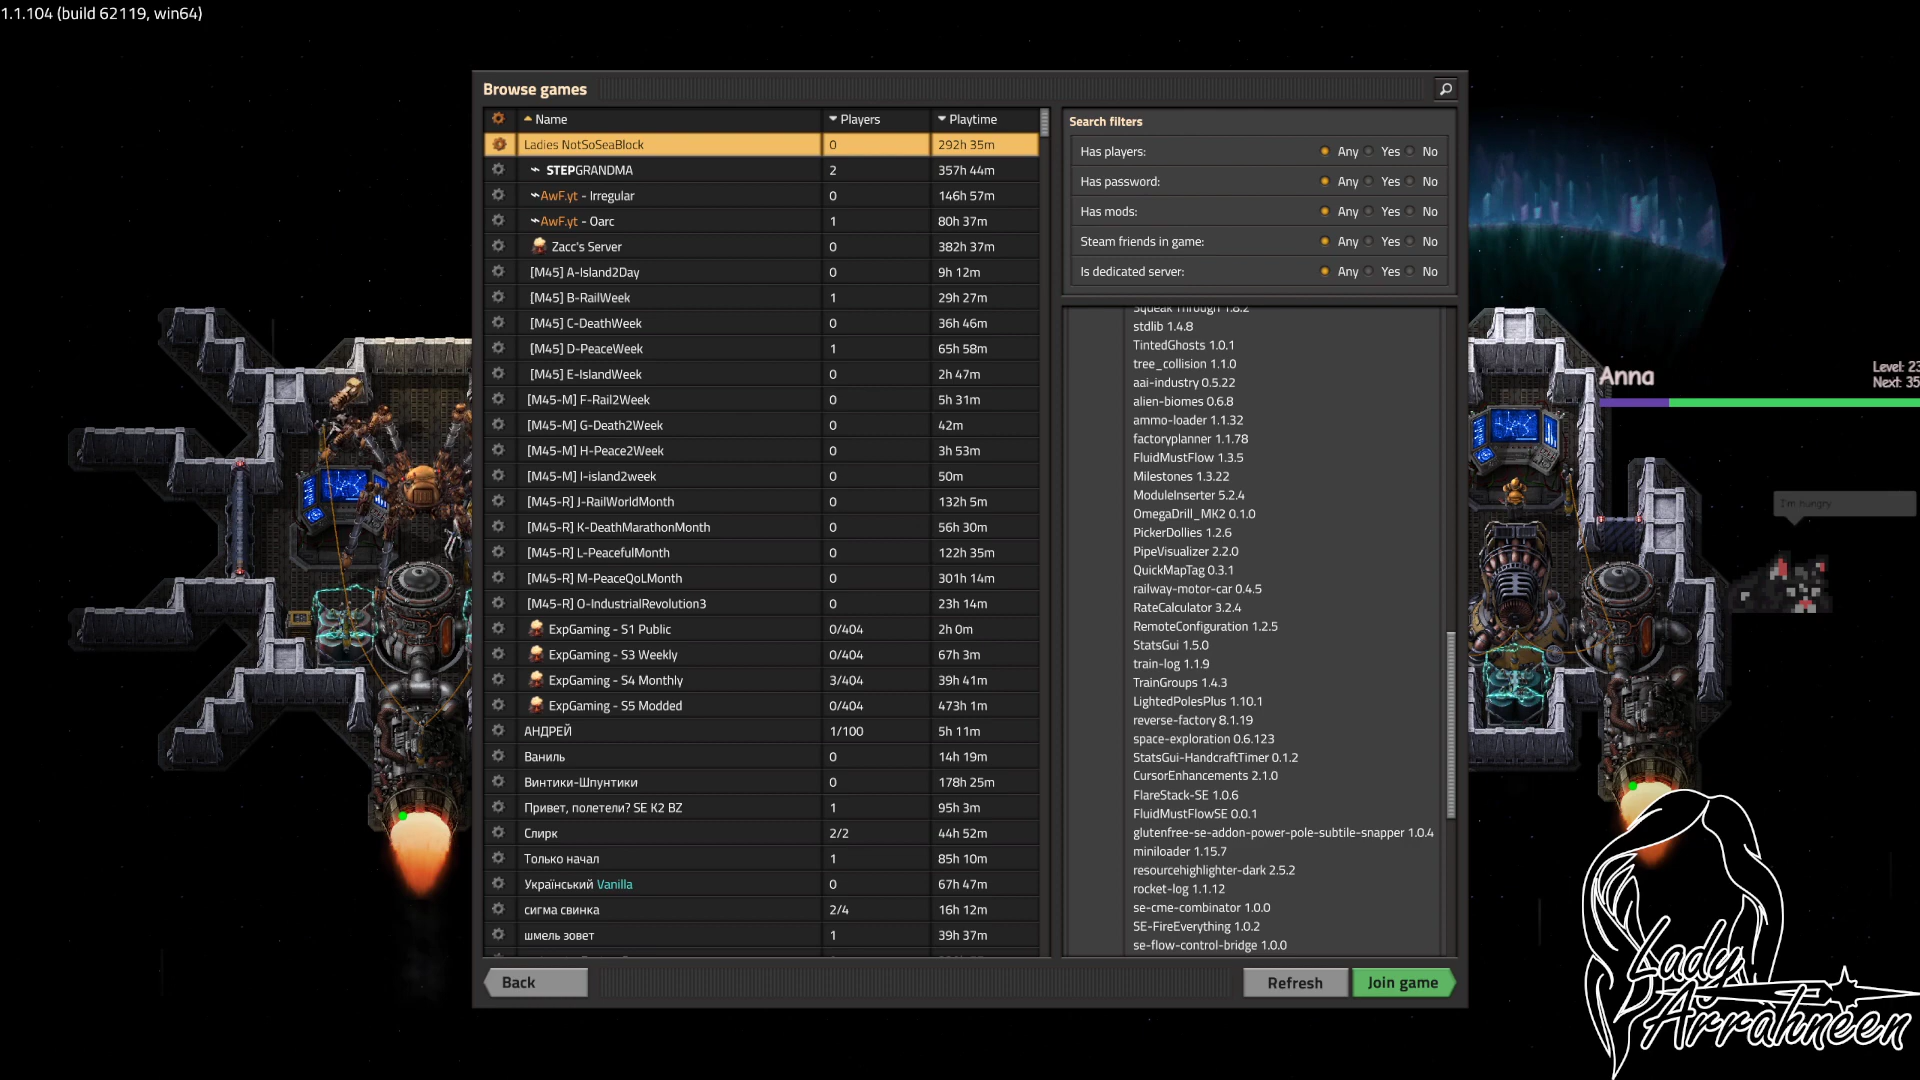 1.1.104 (build 62119, win64)
Browse games
Name Players Playtime
Ladies NotSoSeaBlock 0 292h 35m
STEPGRANDMA 2 357h 44m
AwF.yt - Irregular 0 146h 57m
AwF.yt - Oarc 1 80h 37m
Zacc's Server 0 382h 37m
[M45] A-Island2Day 0 9h 12m
[M45] B-RailWeek 1 29h 27m
[M45] C-DeathWeek 0 36h 46m
[M45] D-PeaceWeek 1 65h 58m
[M45] E-IslandWeek 0 2h 47m
[M45-M] F-Rail2Week 0 5h 31m
[M45-M] G-Death2Week 0 42m
[M45-M] H-Peace2Week 0 3h 53m
[M45-M] I-island2week 0 50m
[M45-R] J-RailWorldMonth 0 132h 5m
[M45-R] K-DeathMarathonMonth 0 56h 30m
[M45-R] L-PeacefulMonth 0 122h 35m
[M45-R] M-PeaceQoLMonth 0 301h 14m
[M45-R] O-IndustrialRevolution3 0 23h 14m
ExpGaming - S1 Public 0/404 2h 0m
ExpGaming - S3 Weekly 0/404 67h 3m
ExpGaming - S4 Monthly 3/404 39h 41m
ExpGaming - S5 Modded 0/404 473h 1m
АНДРЕЙ 1/100 5h 11m
Ваниль 0 14h 19m
Винтики-Шпунтики 0 178h 25m
Привет, полетели? SE K2 BZ 1 95h 3m
Слирк 2/2 44h 52m
Только начал 1 85h 10m
Український Vanilla 0 67h 47m
сигма свинка 2/4 16h 12m
шмель зовет 1 39h 37m
Back
Search filters
Has players: Any Yes No
Has password: Any Yes No
Has mods: Any Yes No
Steam friends in game: Any Yes No
Is dedicated server: Any Yes No
Squeak Through 1.8.2
stdlib 1.4.8
TintedGhosts 1.0.1
tree_collision 1.1.0
aai-industry 0.5.22
alien-biomes 0.6.8
ammo-loader 1.1.32
factoryplanner 1.1.78
FluidMustFlow 1.3.5
Milestones 1.3.22
ModuleInserter 5.2.4
OmegaDrill_MK2 0.1.0
PickerDollies 1.2.6
PipeVisualizer 2.2.0
QuickMapTag 0.3.1
railway-motor-car 0.4.5
RateCalculator 3.2.4
RemoteConfiguration 1.2.5
StatsGui 1.5.0
train-log 1.1.9
TrainGroups 1.4.3
LightedPolesPlus 1.10.1
reverse-factory 8.1.19
space-exploration 0.6.123
StatsGui-HandcraftTimer 0.1.2
CursorEnhancements 2.1.0
FlareStack-SE 1.0.6
FluidMustFlowSE 0.0.1
glutenfree-se-addon-power-pole-subtile-snapper 1.0.4
miniloader 1.15.7
resourcehighlighter-dark 2.5.2
rocket-log 1.1.12
se-cme-combinator 1.0.0
SE-FireEverything 1.0.2
se-flow-control-bridge 1.0.0
Refresh
Join game
Anna
Level: 23
Next: 35
I'm hungry
Lady
Arrahneen